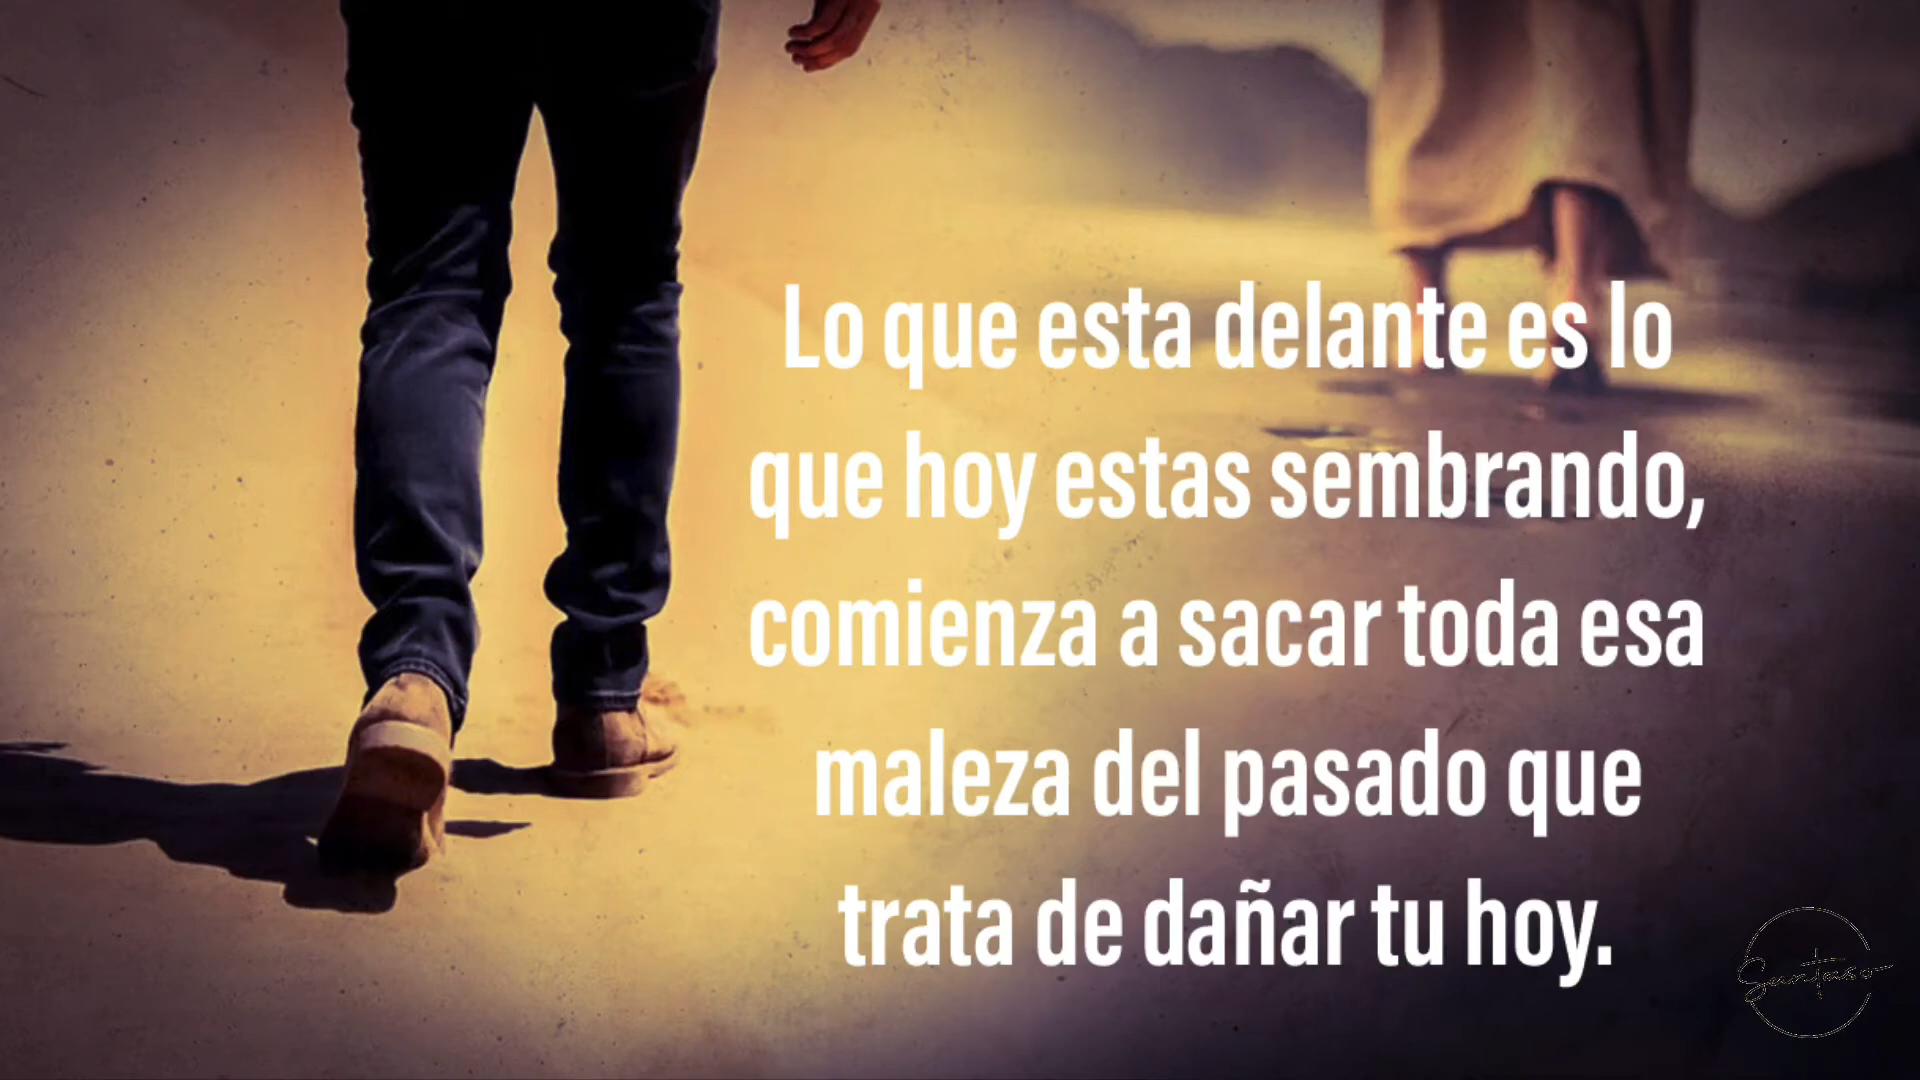 Lo que esta delante es lo
que hoy estas sembrando,
comienza a sacar toda esa
maleza del pasado que
trata de dañar tu hoy.